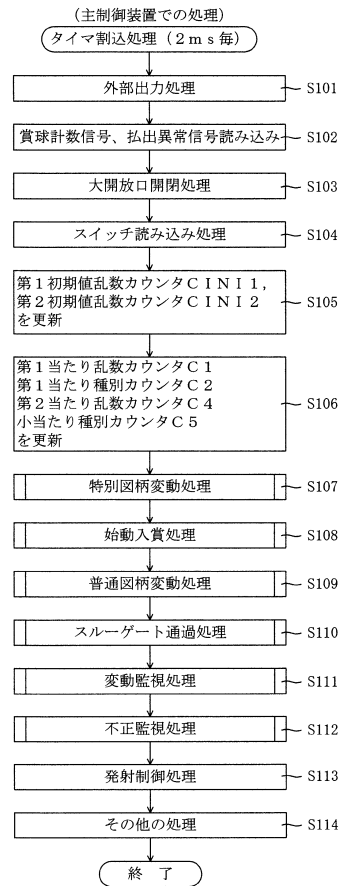 (主制御装置での処理)
タイマ割込処理(2ms毎)
外部出力処理 S101
賞球計数信号、払出異常信号読み込み S102
大開放口開閉処理 S103
スイッチ読み込み処理 S104
第1初期値乱数カウンタCINI1,
第2初期値乱数カウンタCINI2
を更新
S105
第1当たり乱数カウンタC1
第1当たり種別カウンタC2
第2当たり乱数カウンタC4
小当たり種別カウンタC5
を更新
S106
特別図柄変動処理 S107
始動入賞処理 S108
普通図柄変動処理 S109
スルーゲート通過処理 S110
変動監視処理 S111
不正監視処理 S112
発射制御処理 S113
その他の処理 S114
終 了